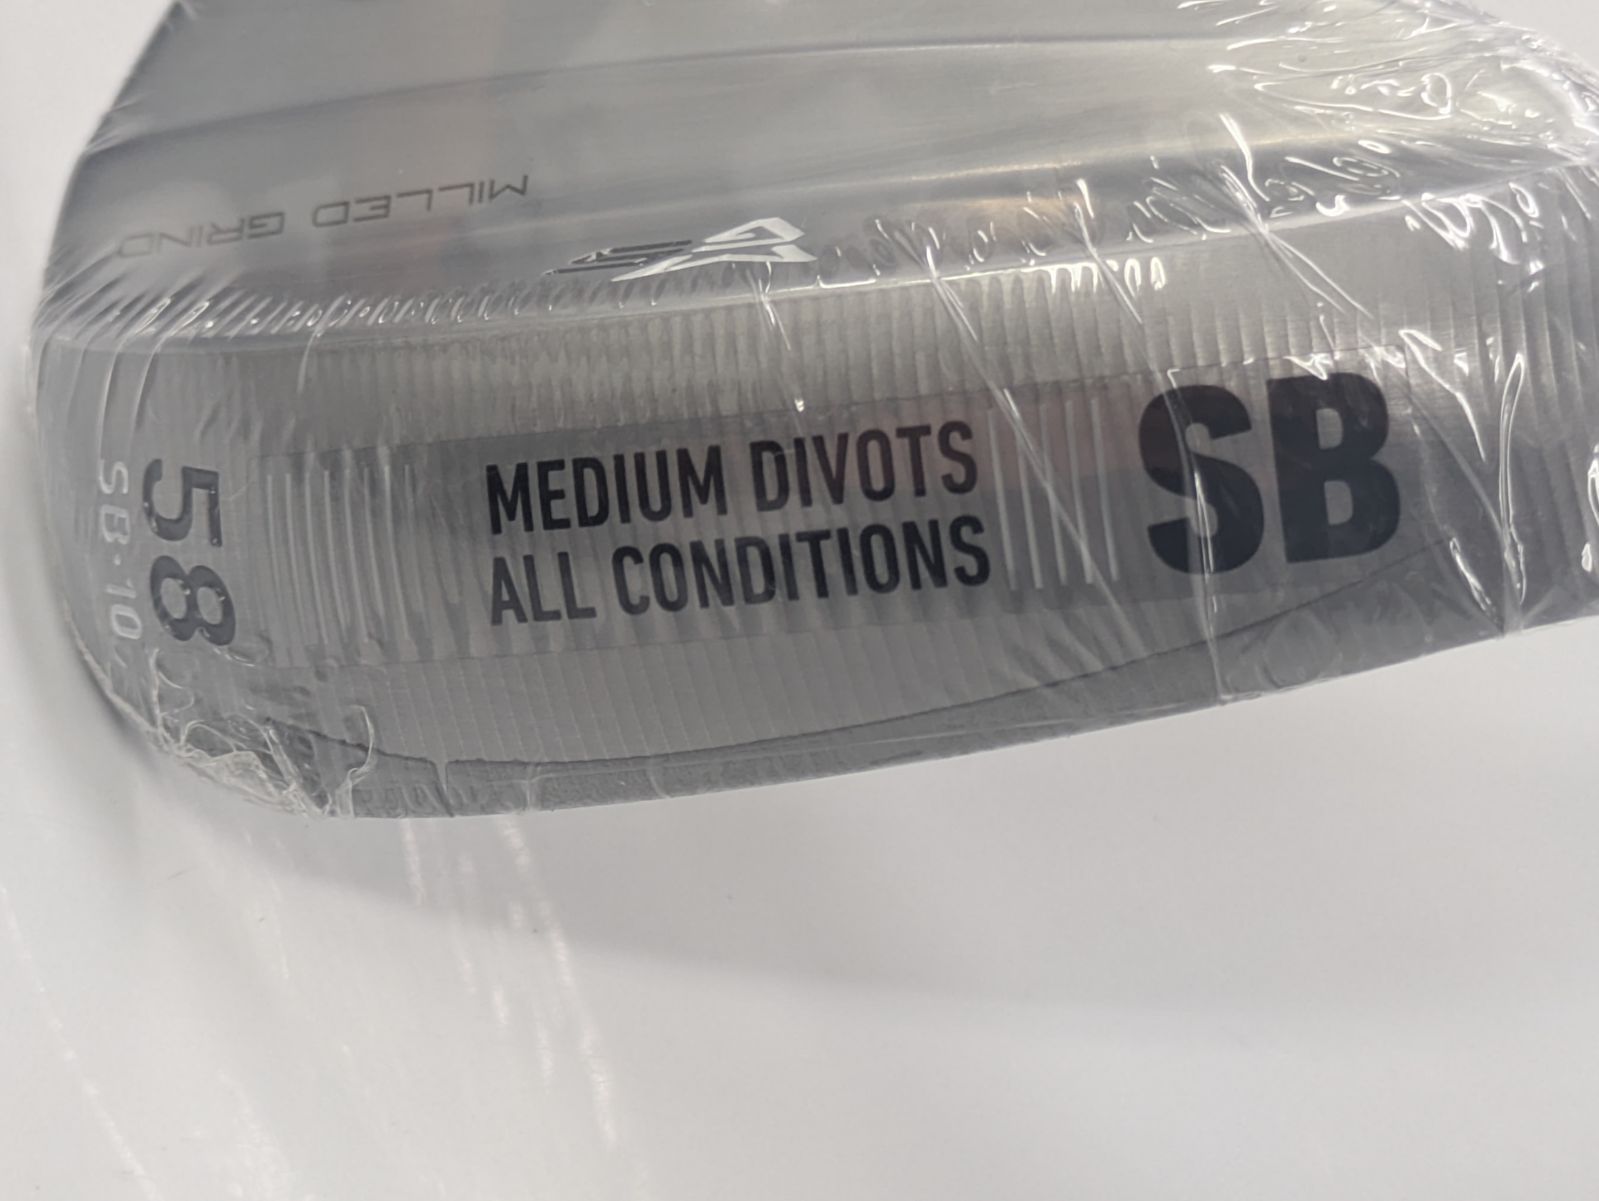 MILLED GRIND
MEDIUM DIVOTS
ALL CONDITIONS
SB
58
SB·10